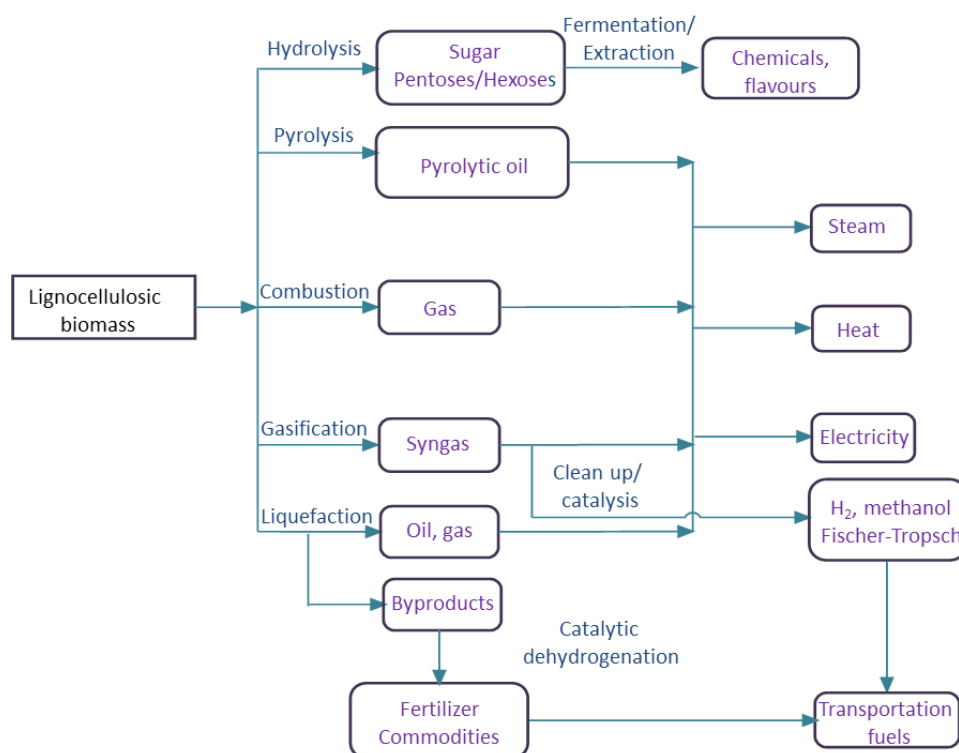 Hydrolysis
Sugar
Pentoses/Hexoses
Fermentation/
Extraction
Chemicals,
flavours
Pyrolysis
Pyrolytic oil
Steam
Lignocellulosic
biomass
Combustion
Gas
Heat
Gasification
Syngas
Electricity
Clean up/
catalysis
H₂, methanol
Fischer-Tropsch
Liquefaction
Oil, gas
Byproducts
Catalytic
dehydrogenation
Fertilizer
Commodities
Transportation
fuels